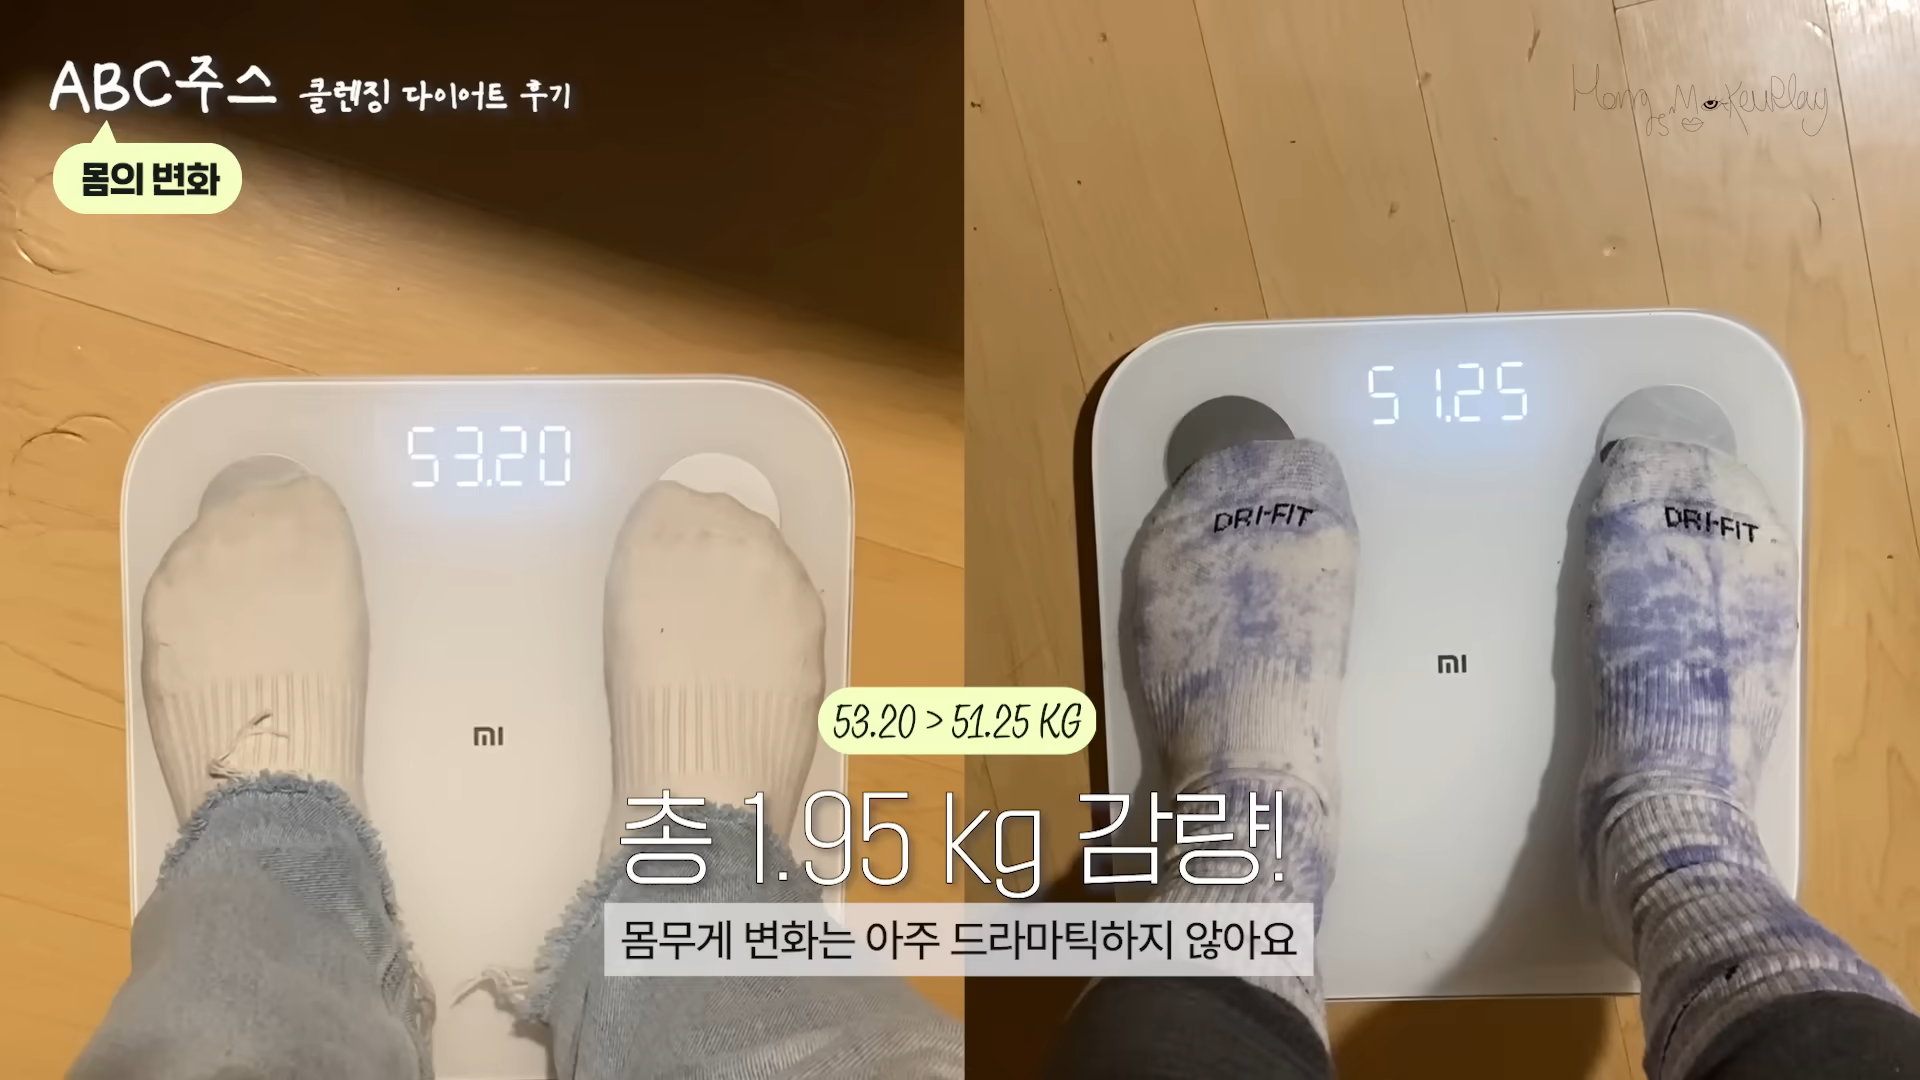 ABC주스 클렌징 다이어트 후기
몸의 변화
Hong's MakeuPlay
53.20
51.25
DRI-FIT
DRI-FIT
mi
mi
53.20 > 51.25 KG
총 1.95 kg 감량!
몸무게 변화는 아주 드라마틱하지 않아요